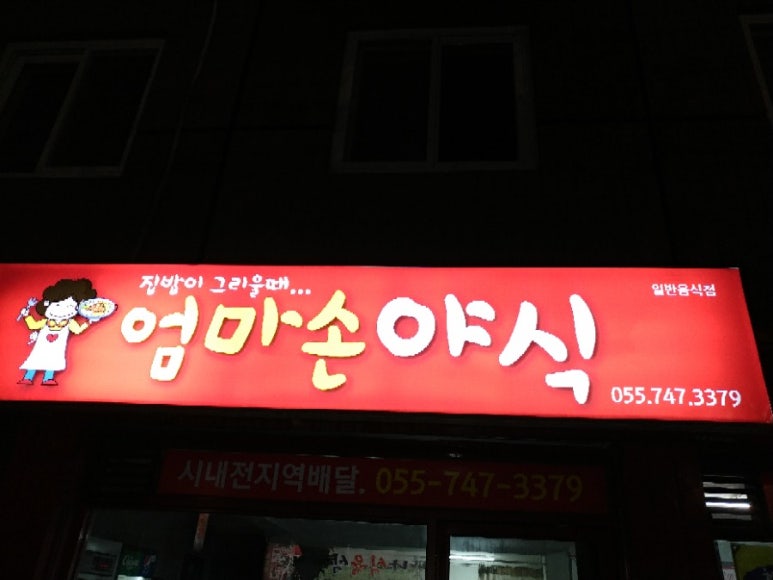 집밥이 그리울때...
일반음식점
엄마손야식
055.747.3379
시내전지역배달. 055-747-3379